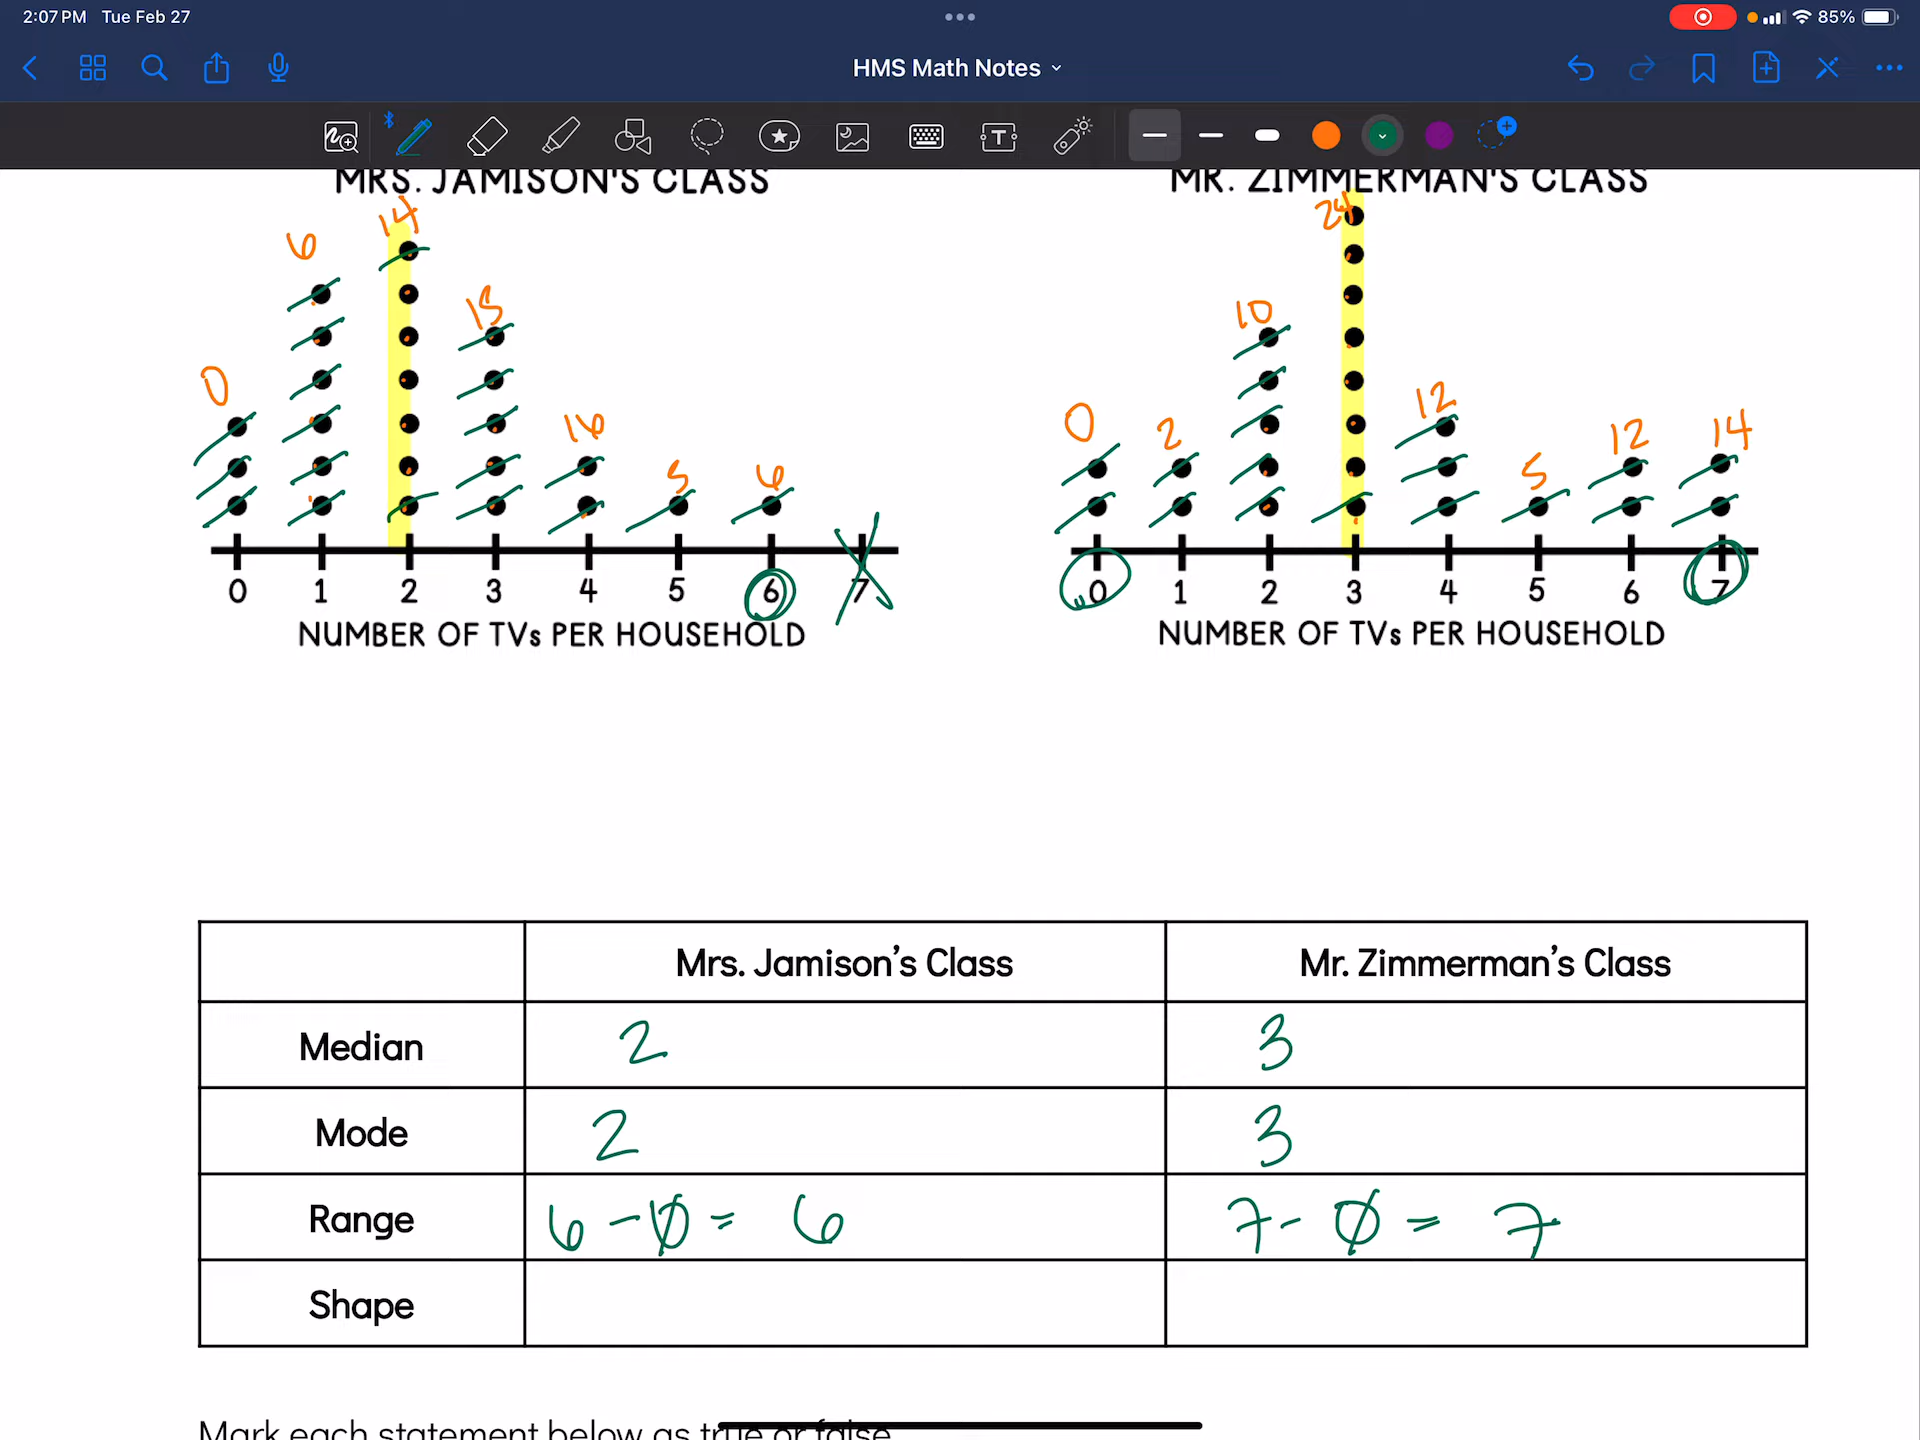 2:07 PM Tue Feb 27
85%
HMS Math Notes
T
MRS. JAMISON'S CLASS
MR. ZIMMERMAN'S CLASS
0 6 14 15 16 5 6
0 2 10 24 12 5 12 14
0 1 2 3 4 5 6 7
0 1 2 3 4 5 6 7
NUMBER OF TVs PER HOUSEHOLD
NUMBER OF TVs PER HOUSEHOLD
Mrs. Jamison's Class
Mr. Zimmerman's Class
Median 2 3
Mode 2 3
Range 6 - 0 = 6 7 - 0 = 7
Shape
Mark each statement below as true or false